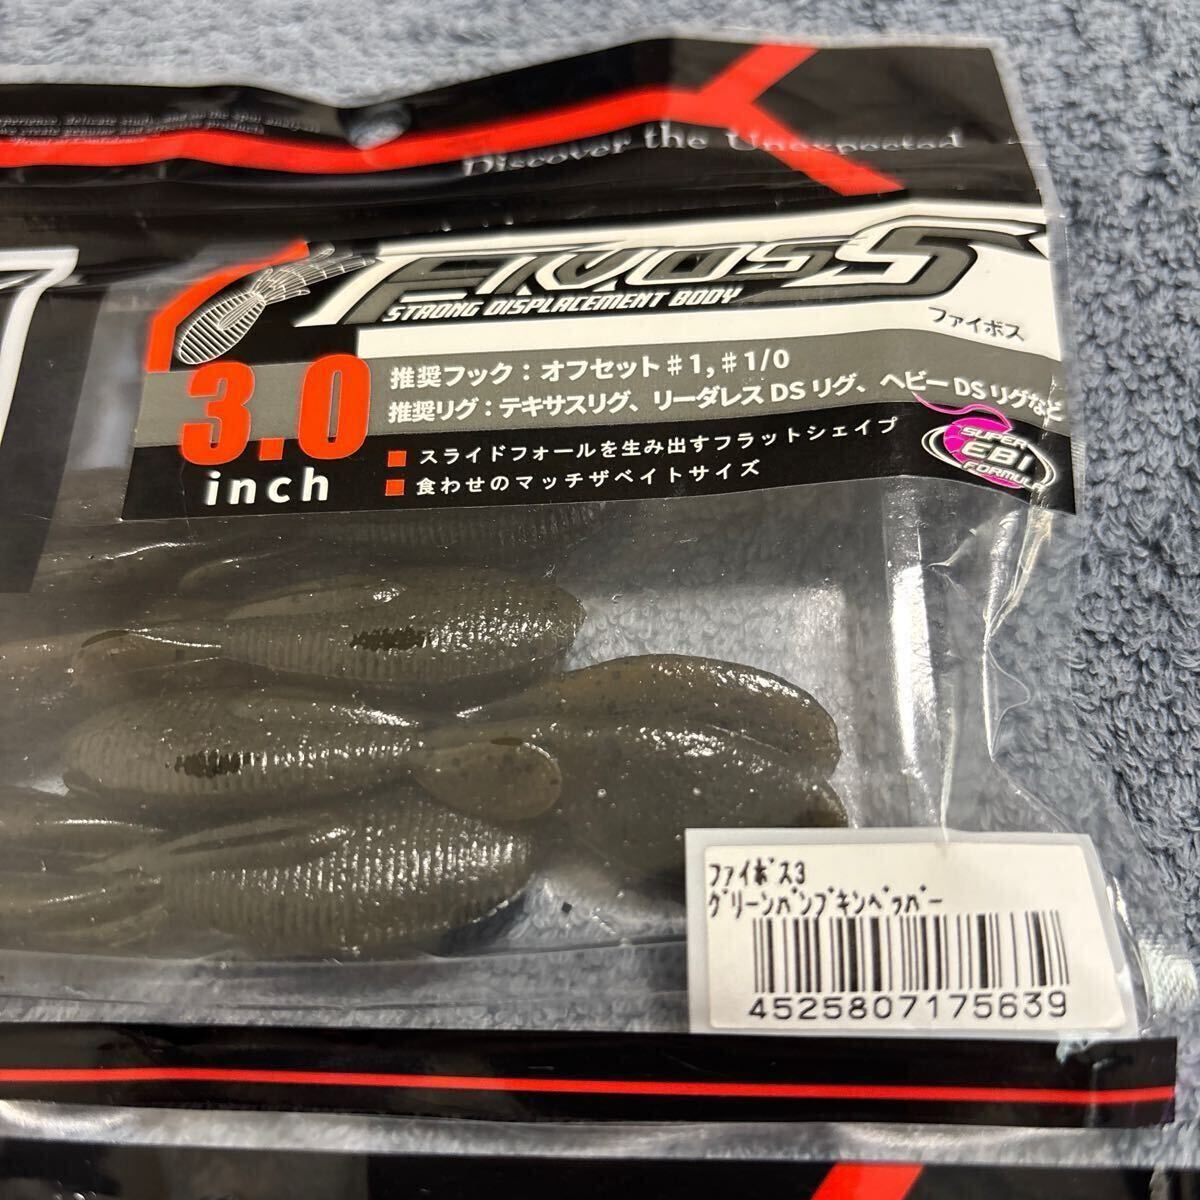 Discover the Unexpected
FIVOSS
STRONG DISPLACEMENT BODY
ファイボス
3.0
inch
推奨フック：オフセット♯1,♯1/0
推奨リグ：テキサスリグ、リーダレスDSリグ、ヘビーDSリグなど
■ スライドフォールを生み出すフラットシェイプ
■ 食わせのマッチザベイトサイズ
SUPER
EBI
FORMULA
ﾌｧｲﾎﾞｽ3
ｸﾞﾘｰﾝﾊﾟﾝﾌﾟｷﾝﾍﾟｯﾊﾟｰ
4525807175639